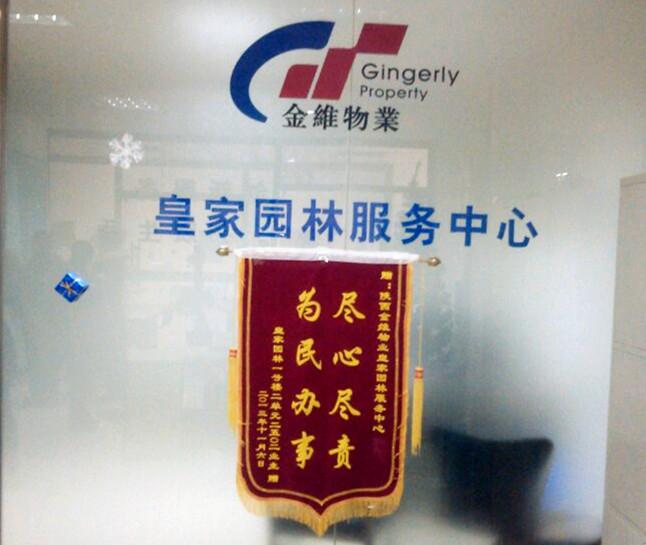 Gingerly
Property
金維物業
皇家园林服务中心
赠：陕西金维物业皇家园林服务中心
尽心尽责
为民办事
皇家园林一号楼二单元二五〇二业主 赠
二〇一三年十一月六日